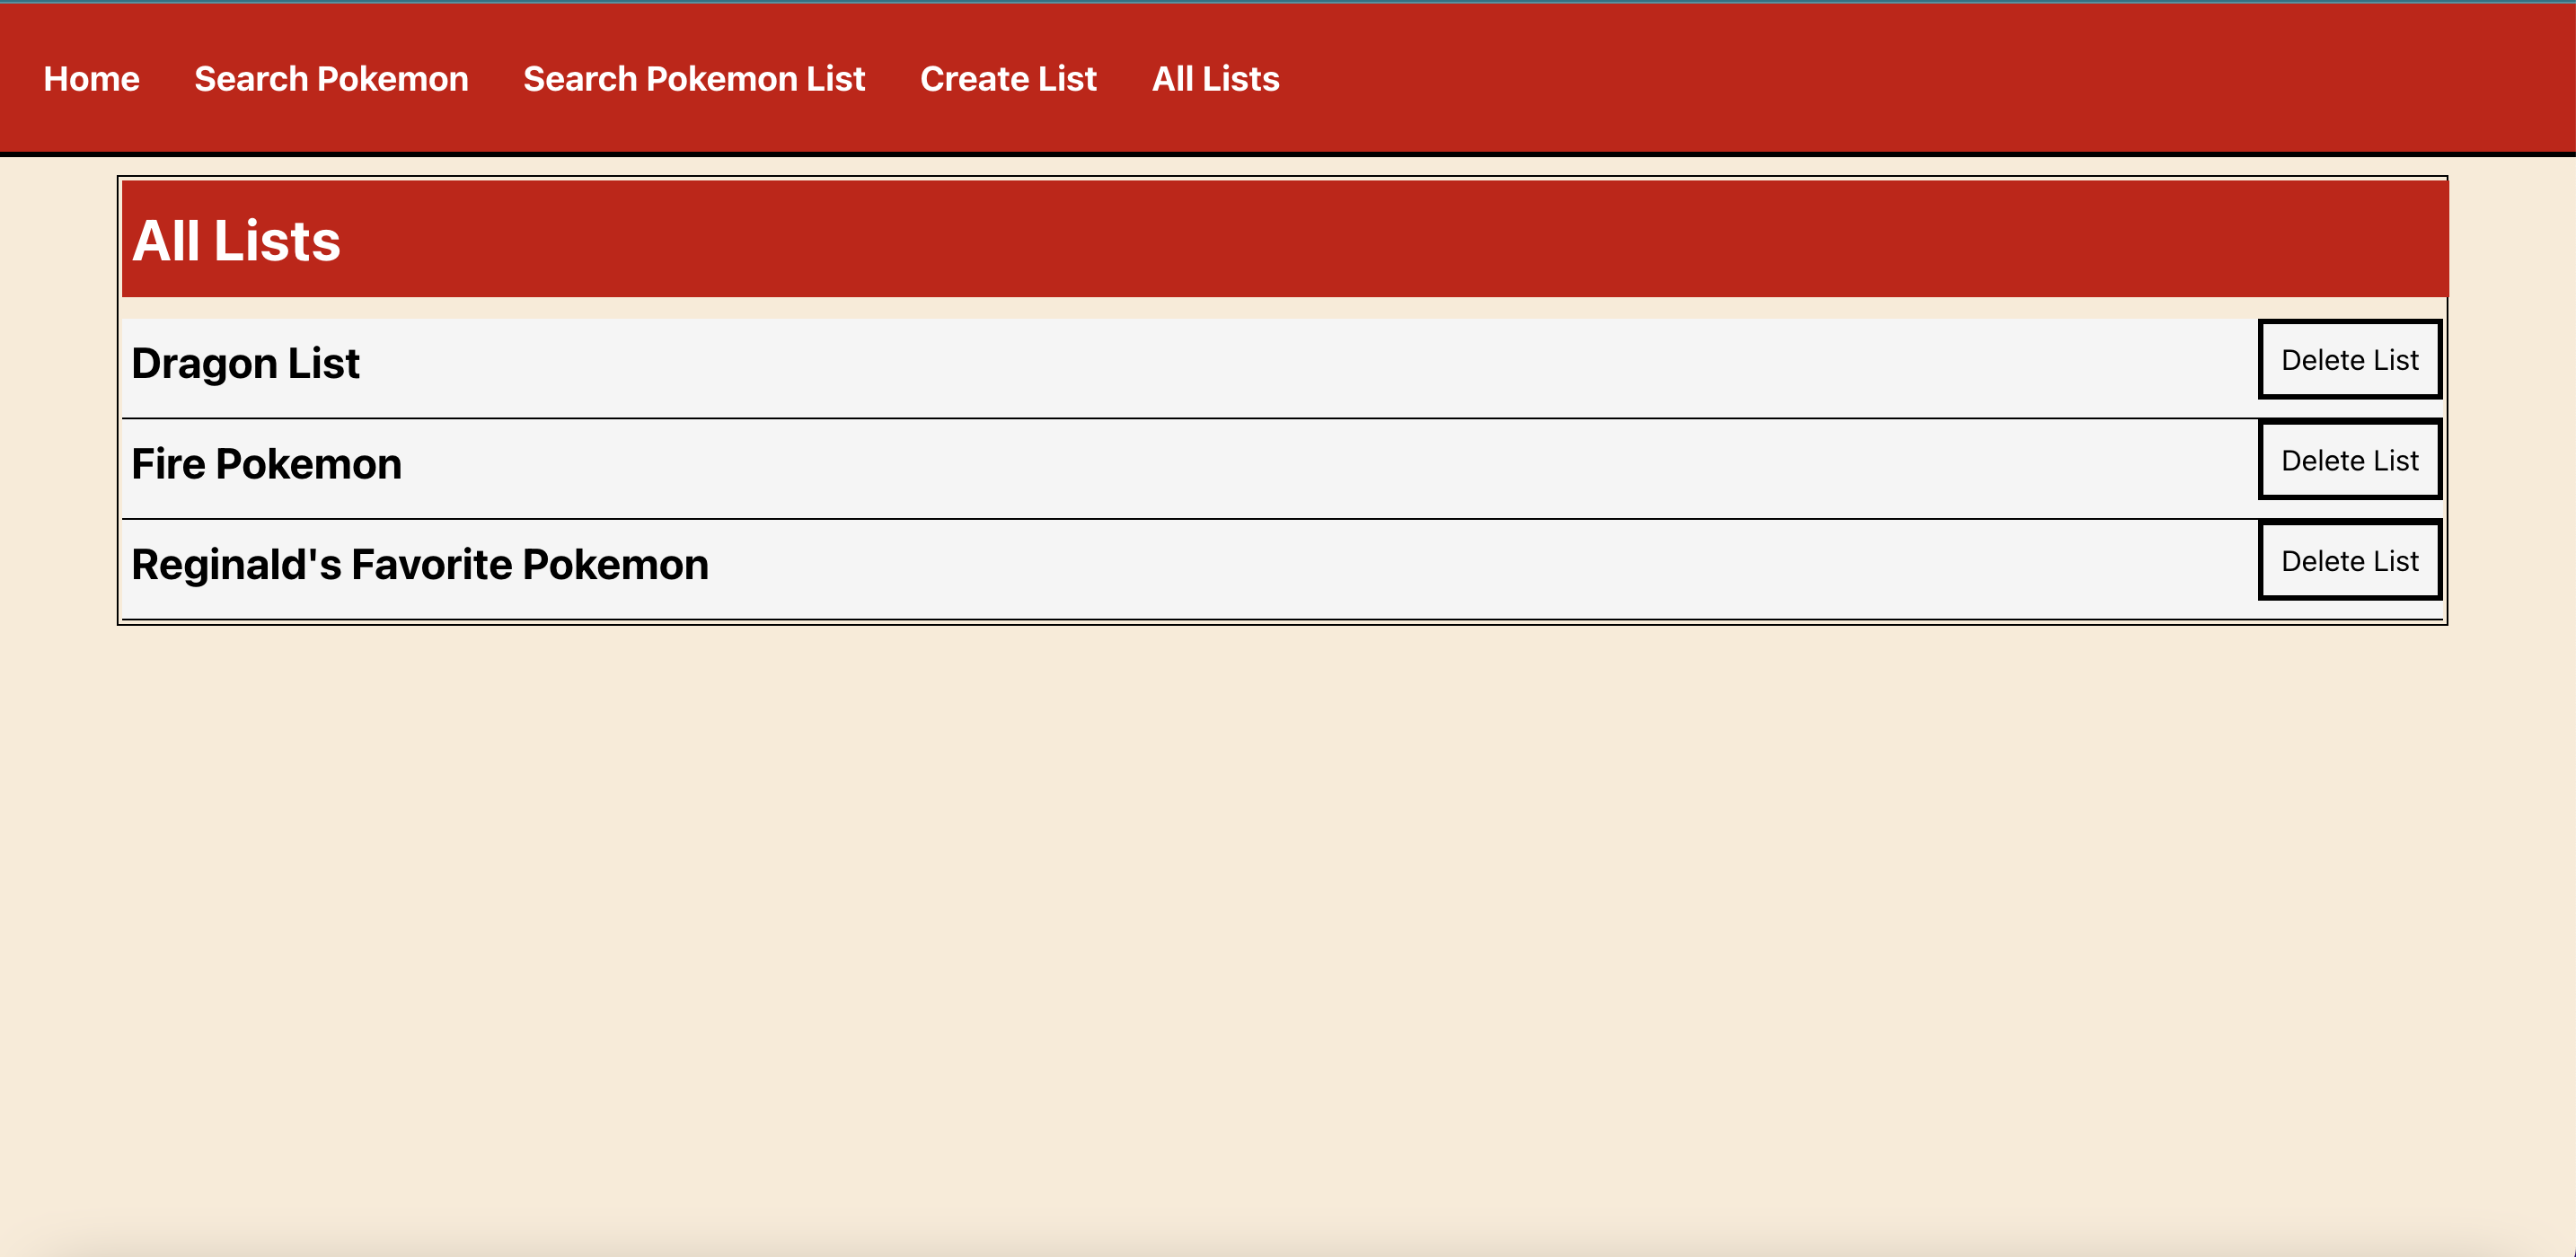 Home Search Pokemon Search Pokemon List Create List All Lists
All Lists
Dragon List Delete List
Fire Pokemon Delete List
Reginald's Favorite Pokemon Delete List